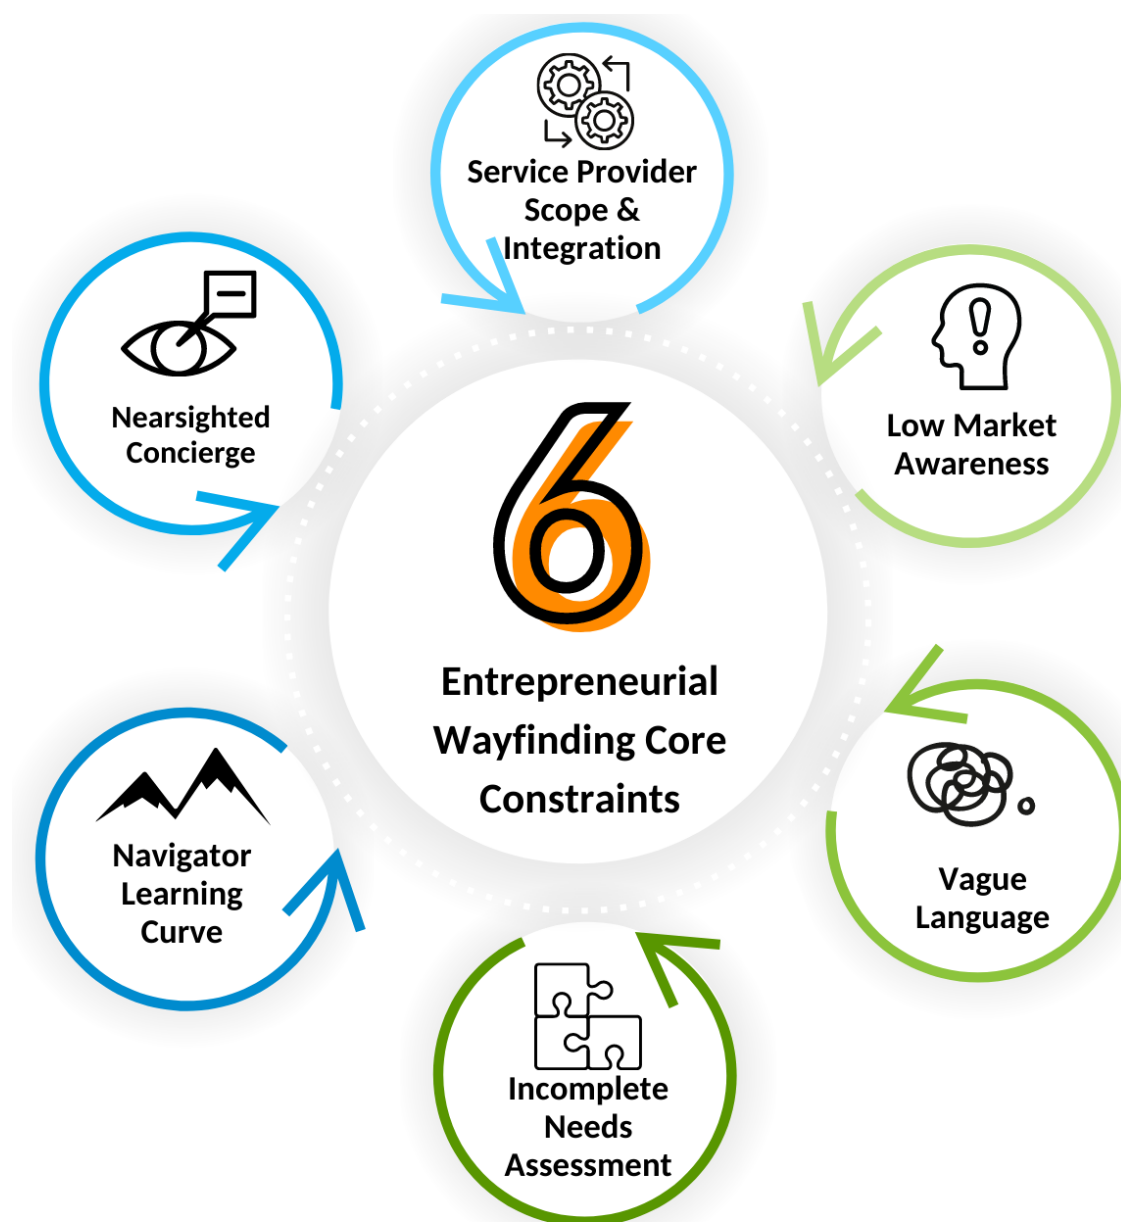 Service Provider
Scope &
Integration
Nearsighted
Concierge
Low Market
Awareness
6
Entrepreneurial
Wayfinding Core
Constraints
Navigator
Learning
Curve
Vague
Language
Incomplete
Needs
Assessment